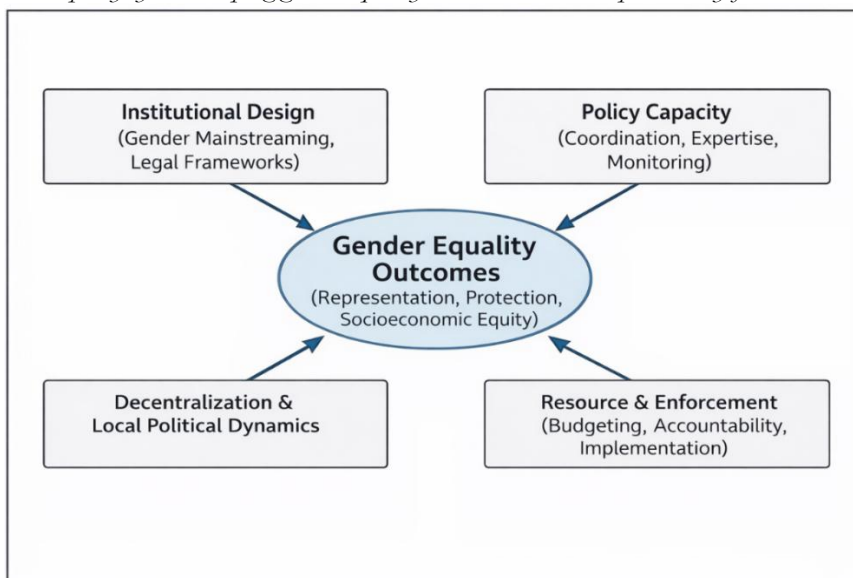 Institutional Design
(Gender Mainstreaming,
Legal Frameworks)
Policy Capacity
(Coordination, Expertise,
Monitoring)
Gender Equality
Outcomes
(Representation, Protection,
Socioeconomic Equity)
Decentralization &
Local Political Dynamics
Resource & Enforcement
(Budgeting, Accountability,
Implementation)